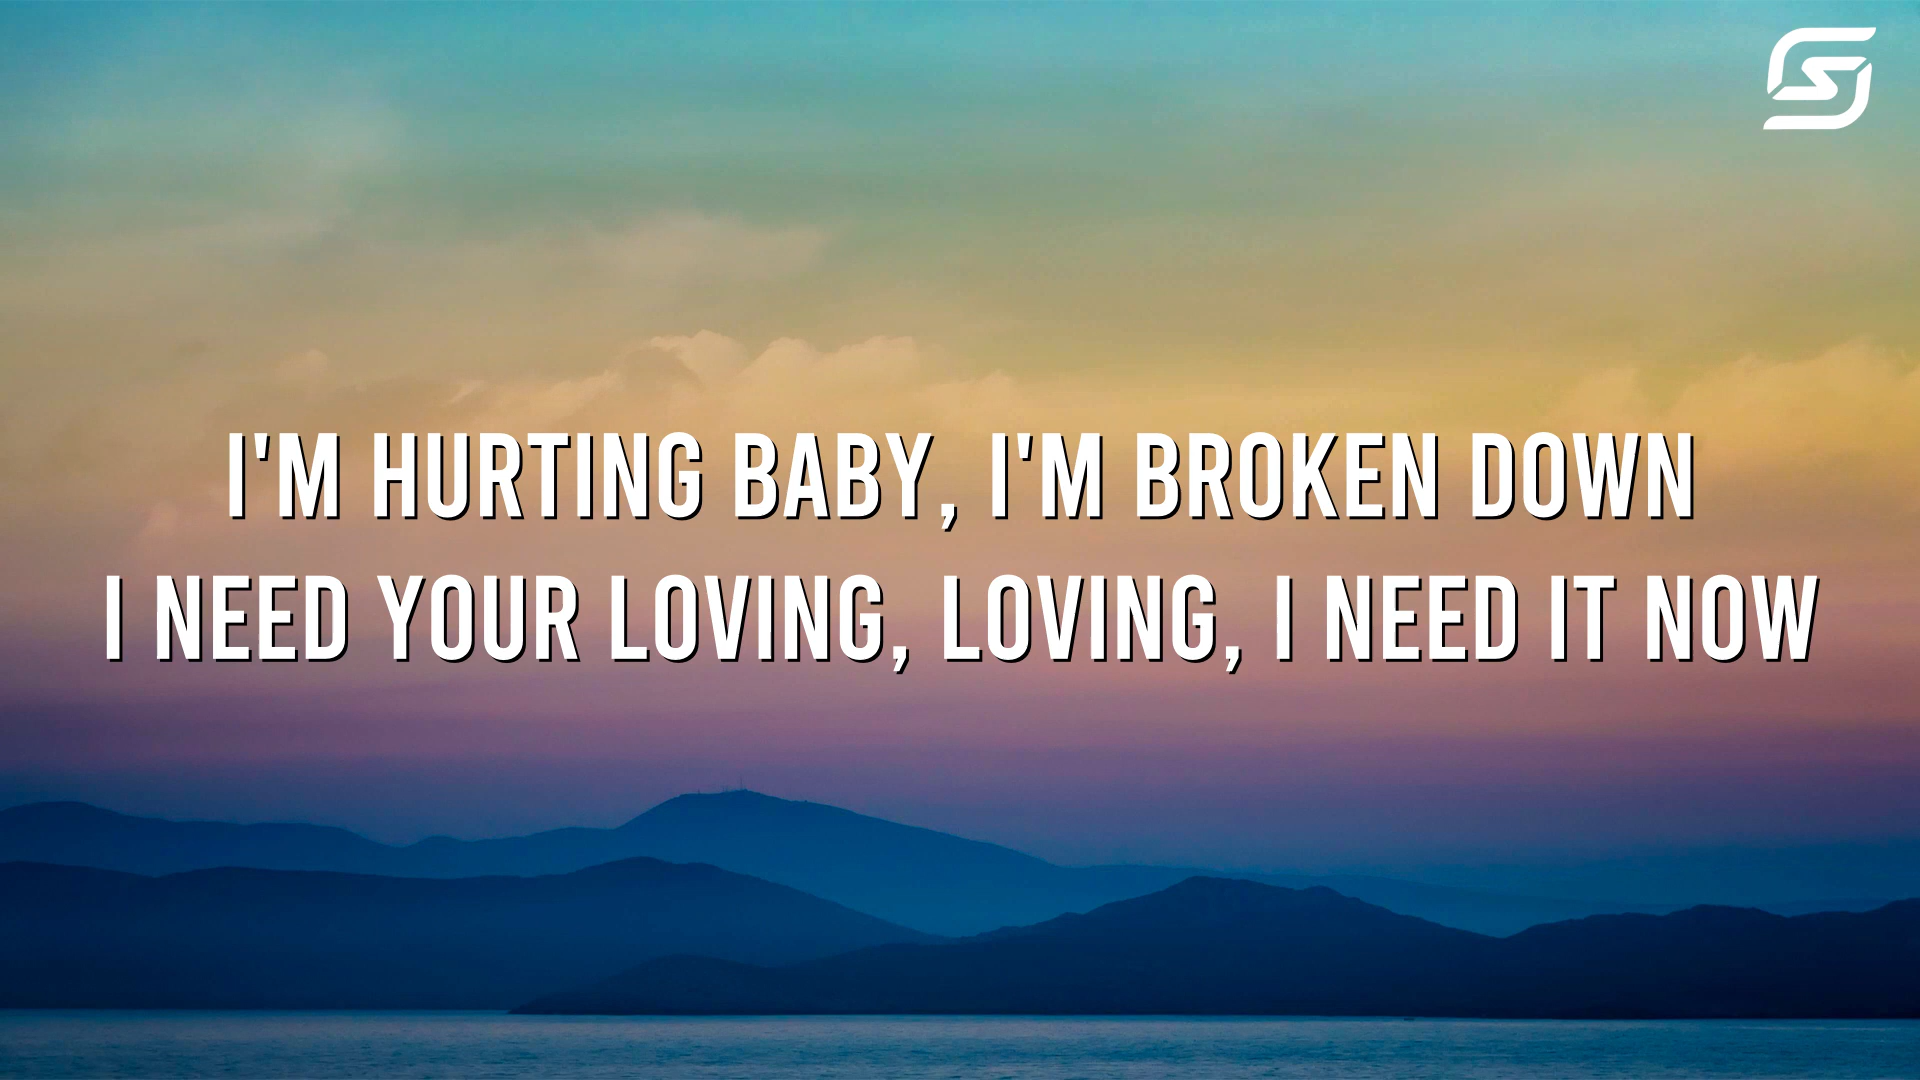 I'M HURTING BABY, I'M BROKEN DOWN
I NEED YOUR LOVING, LOVING, I NEED IT NOW